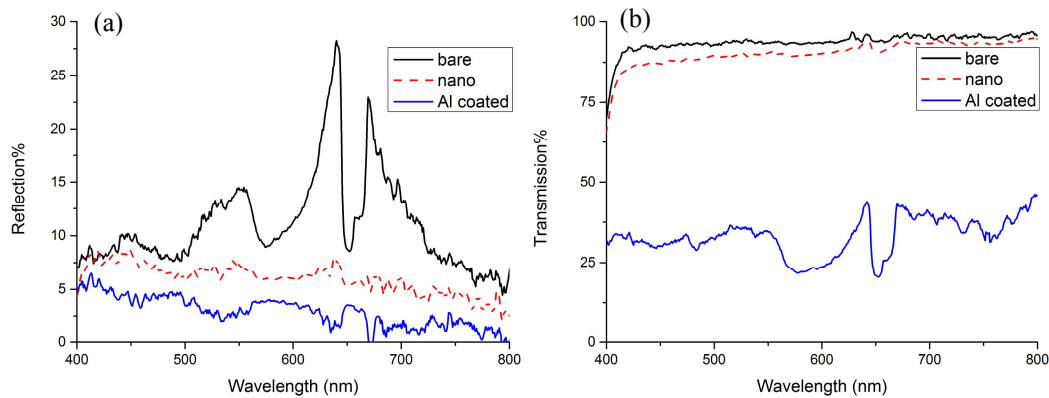 (a)
30
25
20
15
10
5
0
Reflection%
bare
nano
Al coated
400
500
600
700
800
Wavelength (nm)
(b)
100
75
50
25
0
Transmission%
bare
nano
Al coated
400
500
600
700
800
Wavelength (nm)